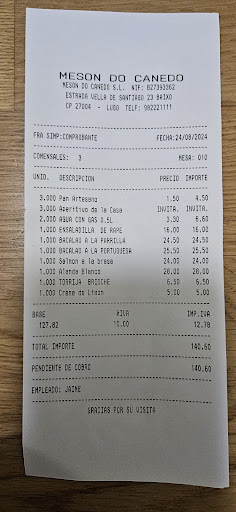 MESON DO CANEDO
MESON DO CANEDO S.L. NIF: B27393362
ESTRADA VELLA DE SANTIAGO 23 BAIXO
CP 27004 - LUGO TELF: 982221111
FRA SIMP:COMPROBANTE FECHA:24/08/2024
COMENSALES: 3 MESA: 010
UNID. DESCRIPCION PRECIO IMPORTE
3.000 Pan Artesano 1.50 4.50
3.000 Aperitivo de la Casa INVITA. INVITA.
2.000 AGUA CON GAS 0.5L 3.30 6.60
1.000 ENSALADILLA DE RAPE 16.00 16.00
1.000 BACALAO A LA PARRILLA 24.50 24.50
1.000 BACALAO A LA PORTUGUESA 25.50 25.50
1.000 Salmon a la brasa 24.00 24.00
1.000 Alanda Blanco 28.00 28.00
1.000 TORRIJA BRIOCHE 6.50 6.50
1.000 Crema de Limon 5.00 5.00
BASE %IVA IMP.IVA
127.82 10.00 12.78
TOTAL IMPORTE 140.60
PENDIENTE DE COBRO 140.60
EMPLEADO: JAIME
GRACIAS POR SU VISITA